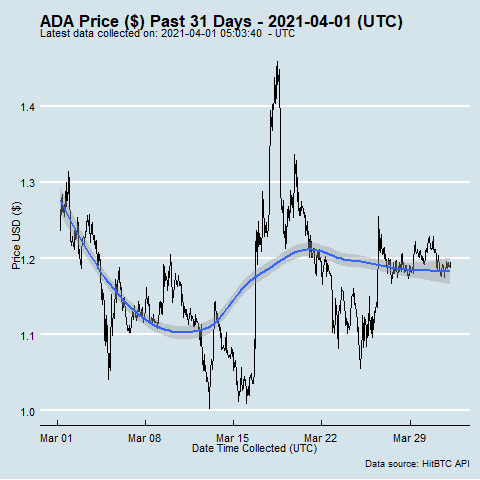 ADA Price ($) Past 31 Days - 2021-04-01 (UTC)
Latest data collected on: 2021-04-01 05:03:40 - UTC
Price USD ($)
1.4
1.3
1.2
1.1
1.0
Mar 01 Mar 08 Mar 15 Mar 22 Mar 29
Date Time Collected (UTC)
Data source: HitBTC API